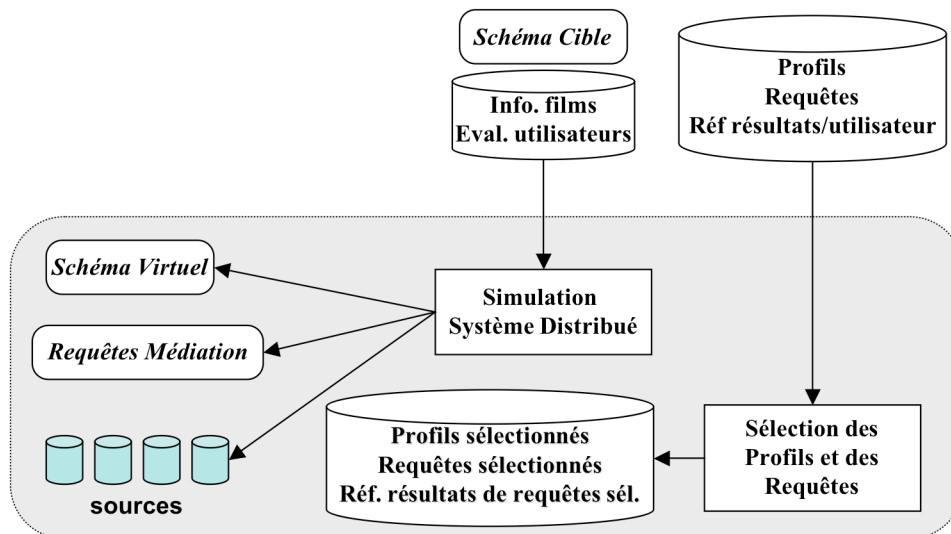 Schéma Cible
Info. films
Eval. utilisateurs
Profils
Requêtes
Réf résultats/utilisateur
Schéma Virtuel
Requêtes Médiation
Simulation
Système Distribué
sources
Profils sélectionnés
Requêtes sélectionnés
Réf. résultats de requêtes sél.
Sélection des
Profils et des
Requêtes